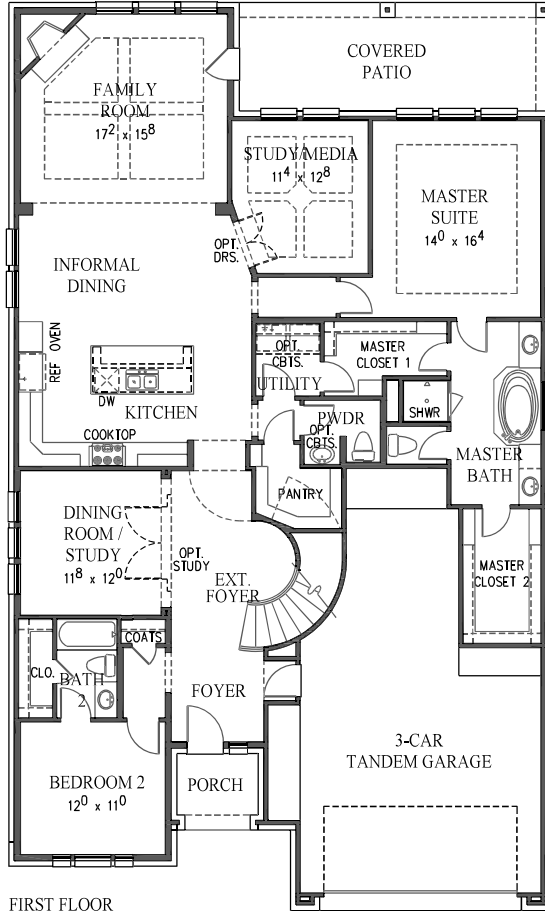 COVERED
PATIO
FAMILY
ROOM
17² x 15⁸
STUDY/MEDIA
11⁴ x 12⁸
MASTER
SUITE
14⁰ x 16⁴
OPT.
DRS.
INFORMAL
DINING
OPT.
CBTS.
UTILITY
MASTER
CLOSET 1
REF OVEN
DW
KITCHEN
COOKTOP
SHWR
PWDR
OPT.
CBTS.
MASTER
BATH
PANTRY
DINING
ROOM /
STUDY
11⁸ x 12⁰
OPT.
STUDY
EXT.
FOYER
MASTER
CLOSET 2
COATS
CLO.
BATH
2
FOYER
3-CAR
TANDEM GARAGE
BEDROOM 2
12⁰ x 11⁰
PORCH
FIRST FLOOR